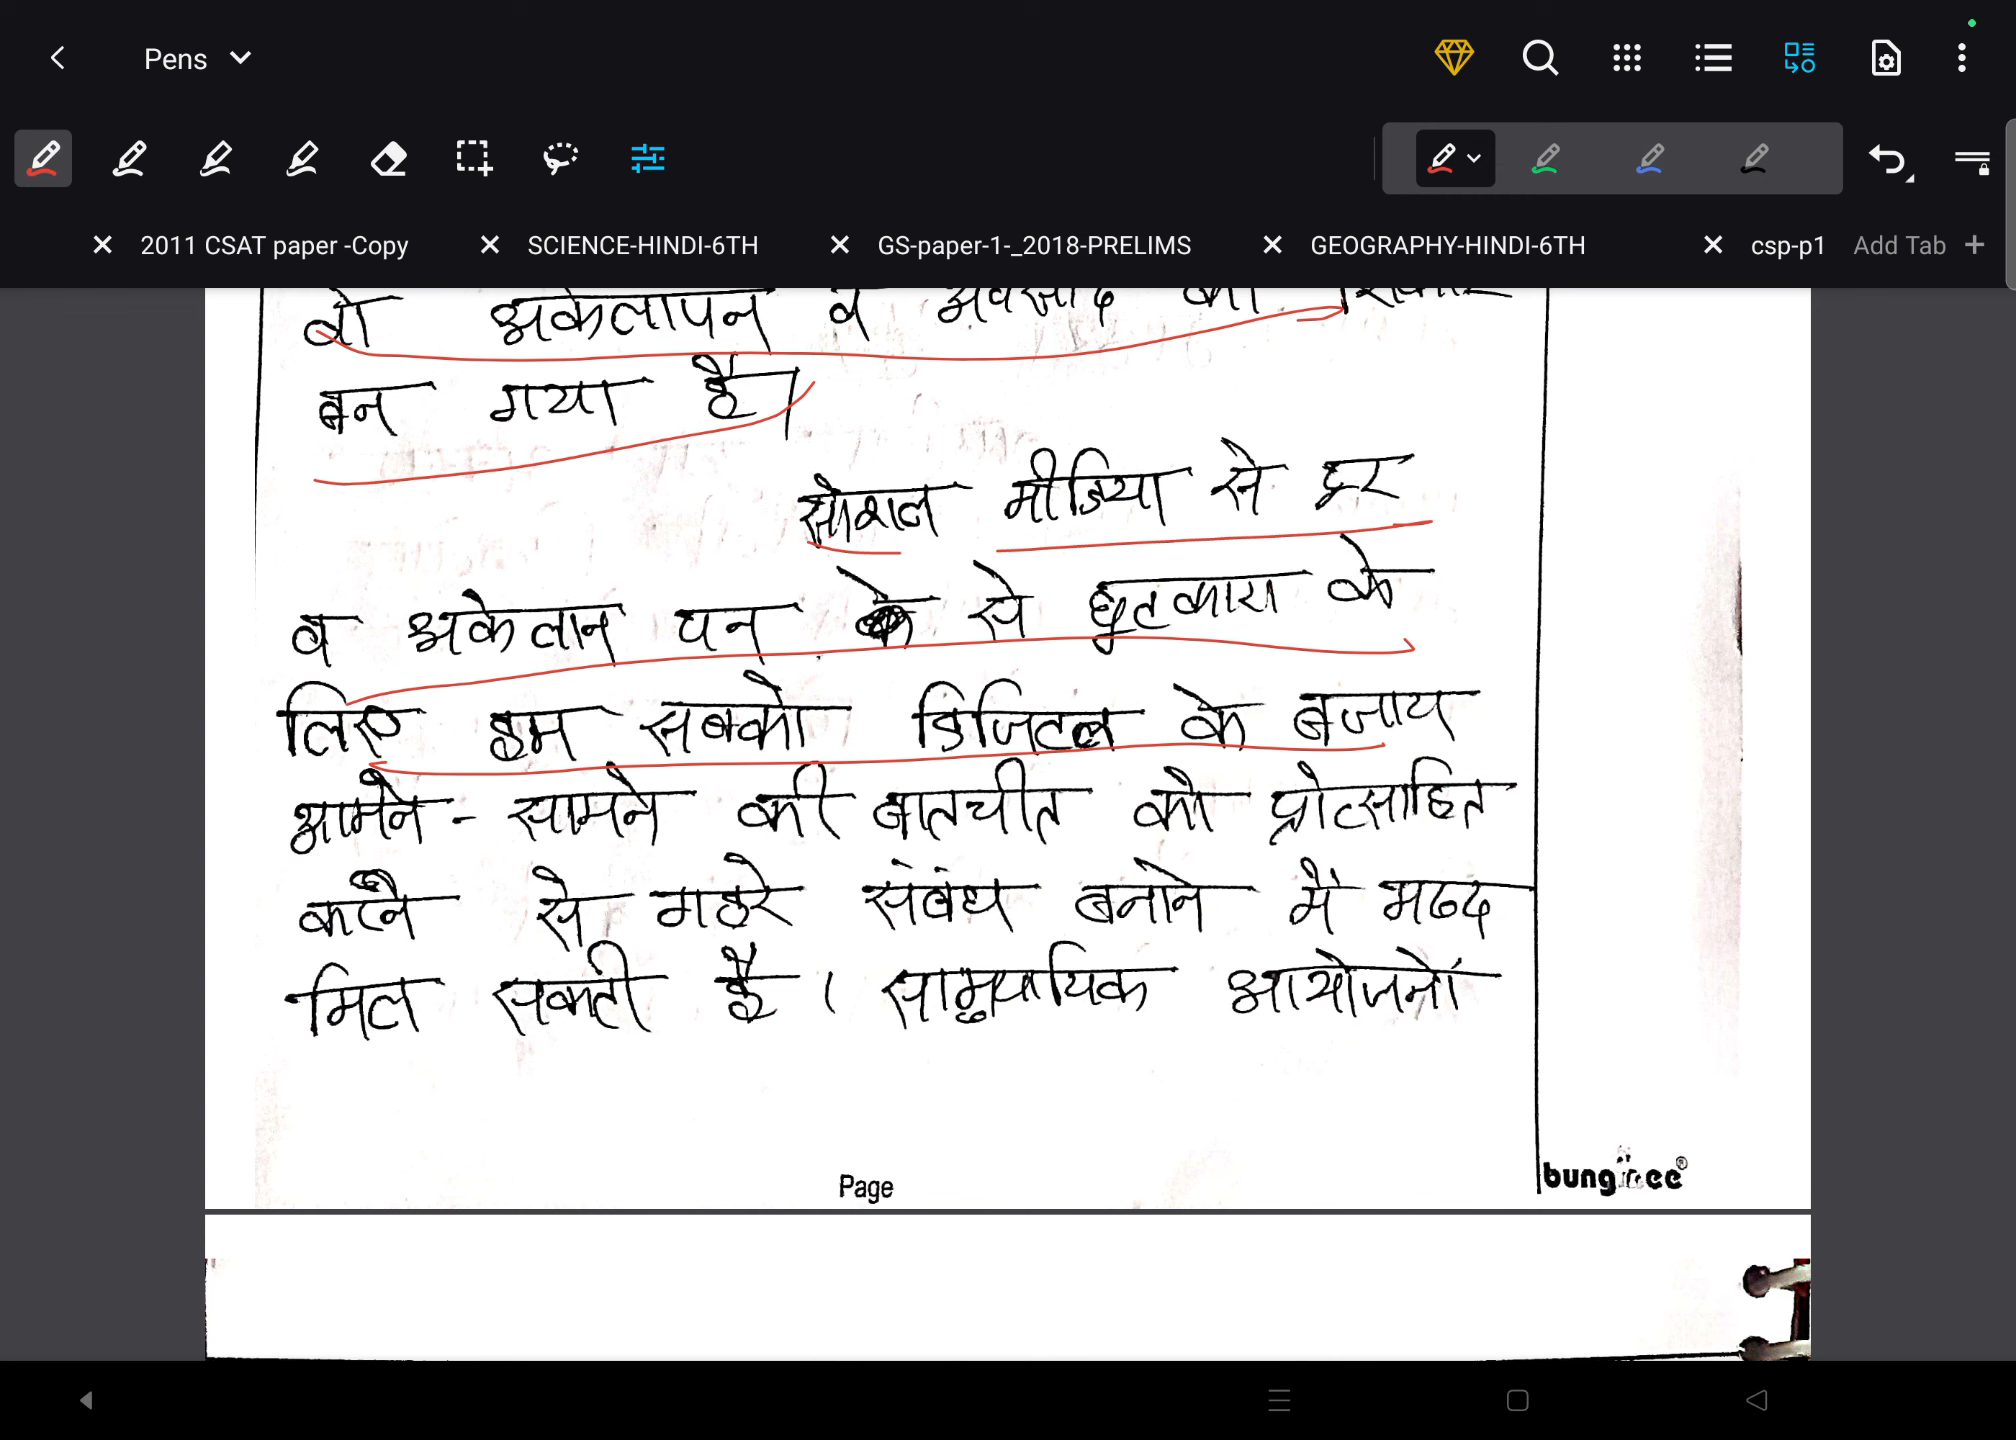 Pens
2011 CSAT paper -Copy
SCIENCE-HINDI-6TH
GS-paper-1-_2018-PRELIMS
GEOGRAPHY-HINDI-6TH
csp-p1
Add Tab +
को अकेलापन व अवसाद का शिकार
बन गया है।
सोशल मीडिया से दूर
व अकेलान पन से छुटकारा के
लिए हम सबको डिजिटल के बजाय
आमने - सामने की बातचीत को प्रोत्साहित
करने से गहरे संबंध बनाने में मदद
मिल सकती है। सामुदायिक आयोजनों
Page